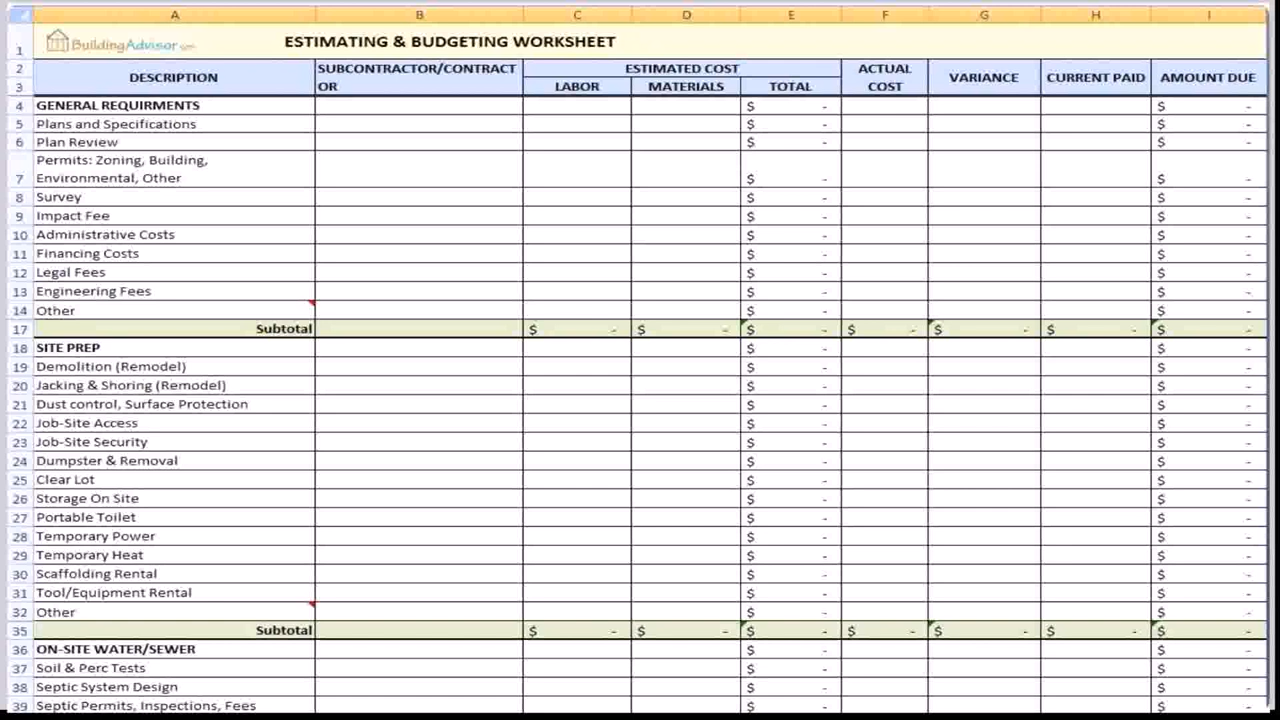 A B C D E F G H I
1 BuildingAdvisor.com ESTIMATING & BUDGETING WORKSHEET
2 DESCRIPTION SUBCONTRACTOR/CONTRACT ESTIMATED COST ACTUAL VARIANCE CURRENT PAID AMOUNT DUE
3 OR LABOR MATERIALS TOTAL COST
4 GENERAL REQUIRMENTS $ - $ -
5 Plans and Specifications $ - $ -
6 Plan Review $ - $ -
Permits: Zoning, Building,
7 Environmental, Other $ - $ -
8 Survey $ - $ -
9 Impact Fee $ - $ -
10 Administrative Costs $ - $ -
11 Financing Costs $ - $ -
12 Legal Fees $ - $ -
13 Engineering Fees $ - $ -
14 Other $ - $ -
17 Subtotal $ - $ - $ - $ - $ - $ - $ -
18 SITE PREP $ - $ -
19 Demolition (Remodel) $ - $ -
20 Jacking & Shoring (Remodel) $ - $ -
21 Dust control, Surface Protection $ - $ -
22 Job-Site Access $ - $ -
23 Job-Site Security $ - $ -
24 Dumpster & Removal $ - $ -
25 Clear Lot $ - $ -
26 Storage On Site $ - $ -
27 Portable Toilet $ - $ -
28 Temporary Power $ - $ -
29 Temporary Heat $ - $ -
30 Scaffolding Rental $ - $ -
31 Tool/Equipment Rental $ - $ -
32 Other $ - $ -
35 Subtotal $ - $ - $ - $ - $ - $ - $ -
36 ON-SITE WATER/SEWER $ - $ -
37 Soil & Perc Tests $ - $ -
38 Septic System Design $ - $ -
39 Septic Permits, Inspections, Fees $ - $ -